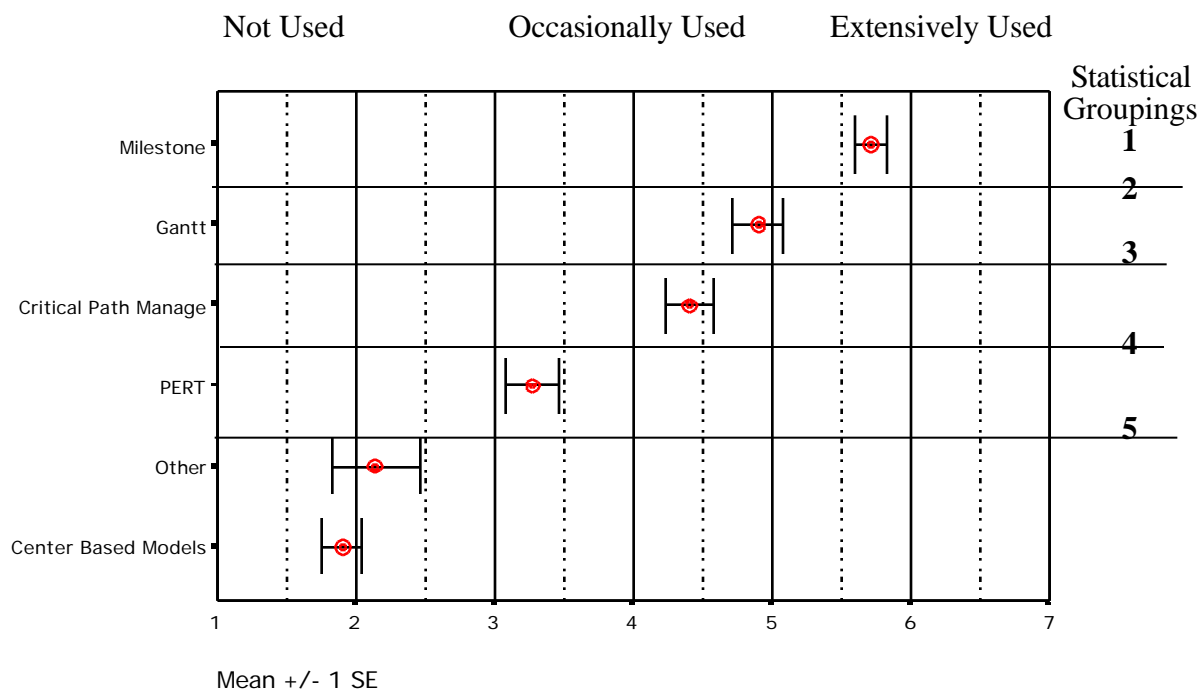 Not Used Occasionally Used Extensively Used
Statistical
Groupings
Milestone 1
2
Gantt
3
Critical Path Manage
4
PERT
5
Other
Center Based Models
1 2 3 4 5 6 7
Mean +/- 1 SE